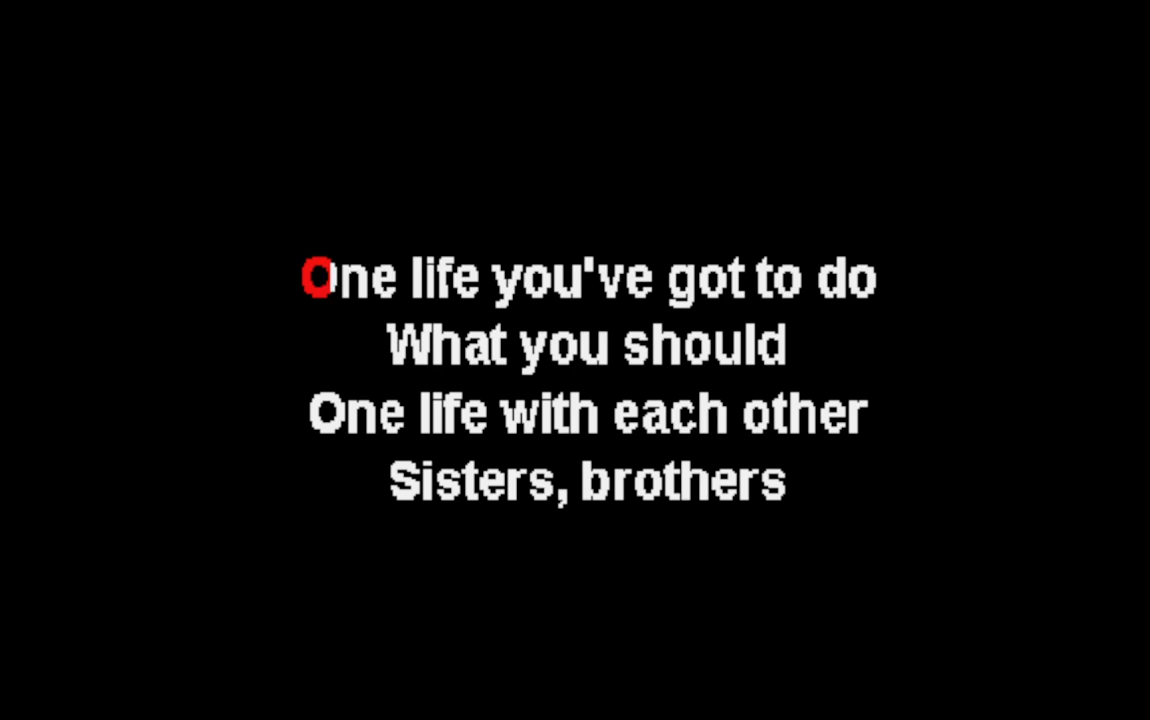 One life you've got to do
What you should
One life with each other
Sisters, brothers